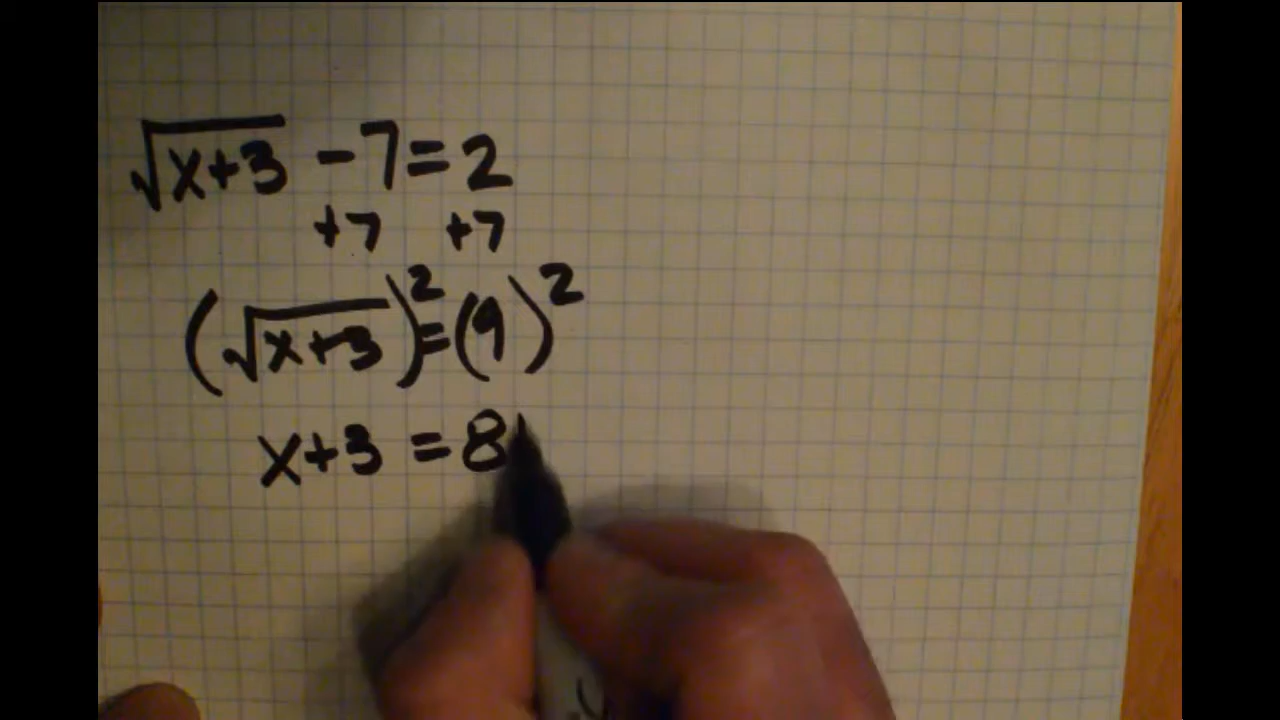 √(x+3) - 7 = 2
+7 +7
(√(x+3))² = (9)²
x+3 = 8